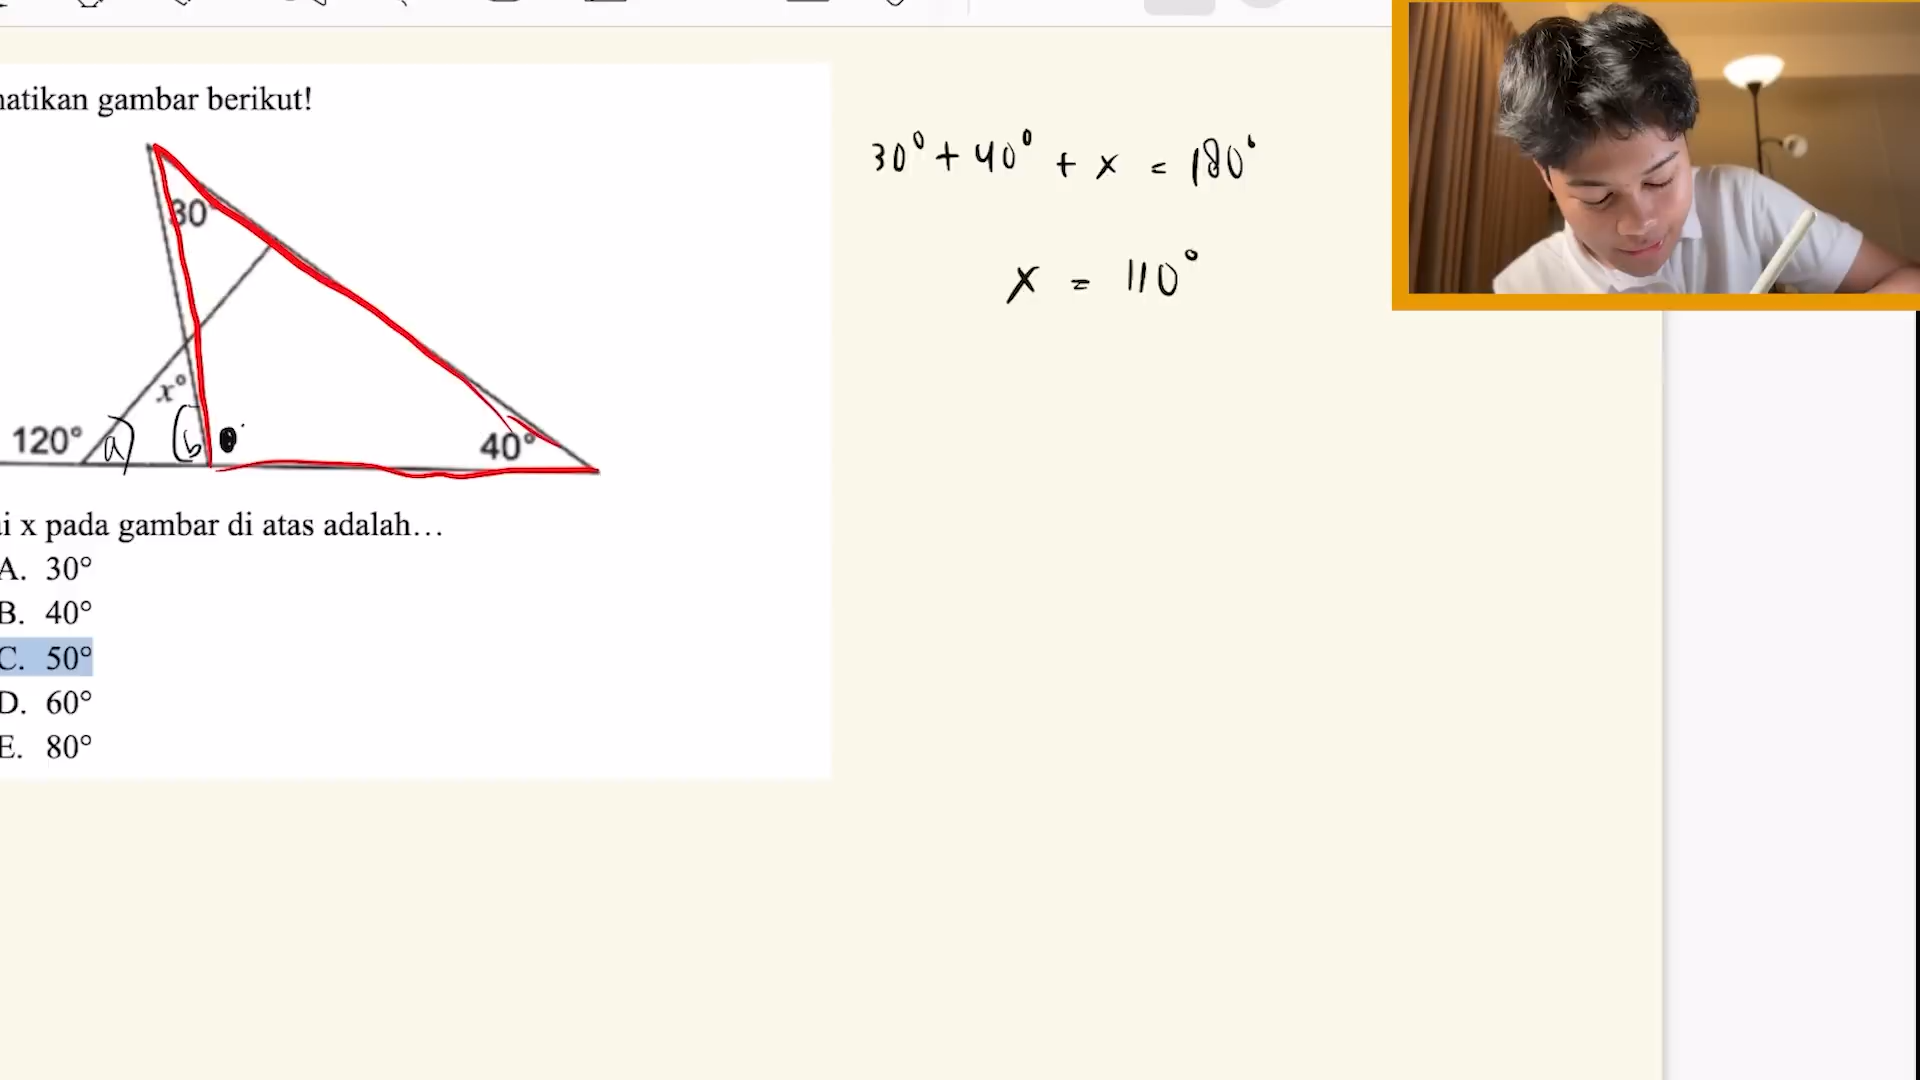 atikan gambar berikut!
30°
x°
120°
a
b
40°
i x pada gambar di atas adalah…
A. 30°
B. 40°
C. 50°
D. 60°
E. 80°
30° + 40° + x = 180°
x = 110°